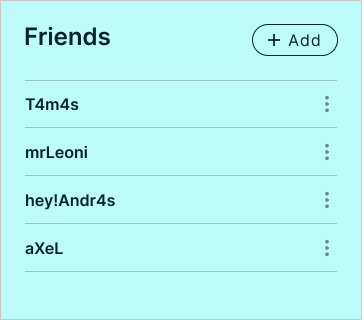 Friends
+ Add
T4m4s
mrLeoni
hey!Andr4s
aXeL